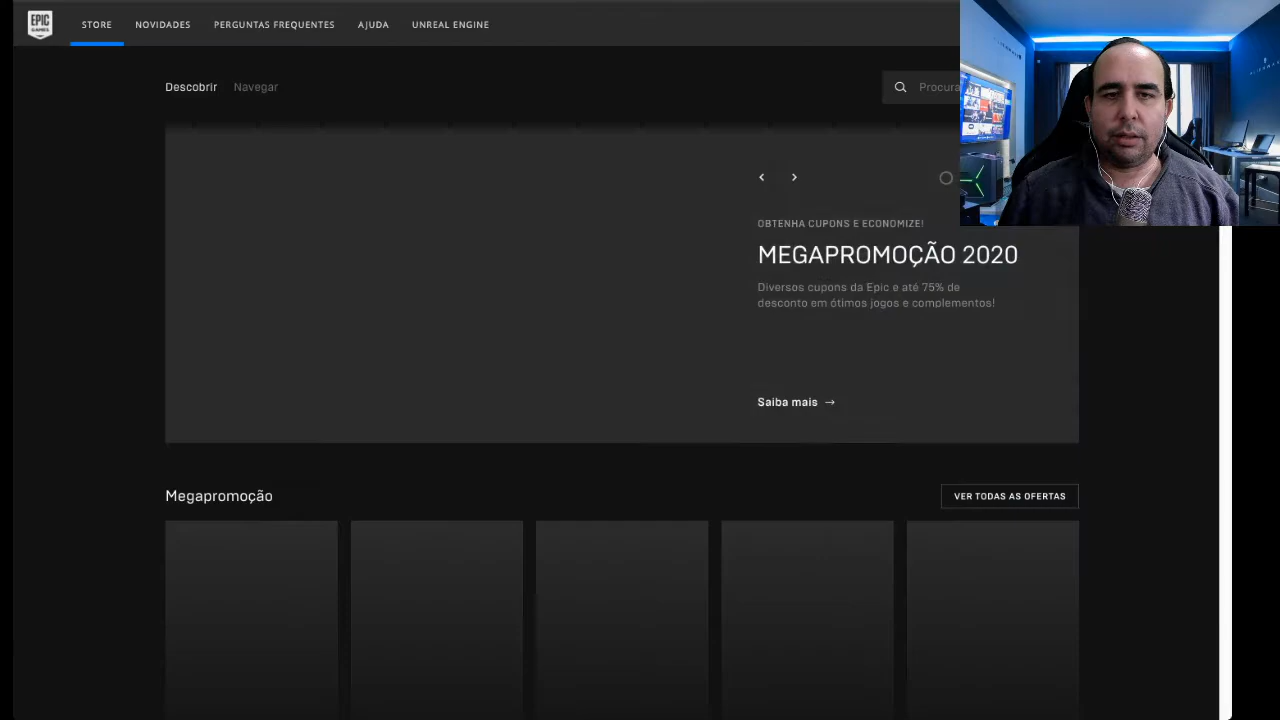 EPIC
GAMES
STORE
NOVIDADES
PERGUNTAS FREQUENTES
AJUDA
UNREAL ENGINE
Descobrir
Navegar
Procura
OBTENHA CUPONS E ECONOMIZE!
MEGAPROMOÇÃO 2020
Diversos cupons da Epic e até 75% de
desconto em ótimos jogos e complementos!
Saiba mais →
Megapromoção
VER TODAS AS OFERTAS